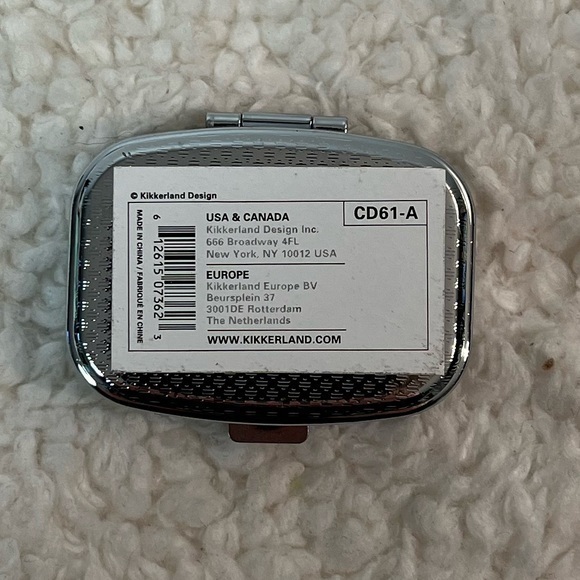 © Kikkerland Design
CD61-A
USA & CANADA
Kikkerland Design Inc.
666 Broadway 4FL
New York, NY 10012 USA
EUROPE
Kikkerland Europe BV
Beursplein 37
3001DE Rotterdam
The Netherlands
WWW.KIKKERLAND.COM
6 12615 07362 3
MADE IN CHINA / FABRIQUÉ EN CHINE